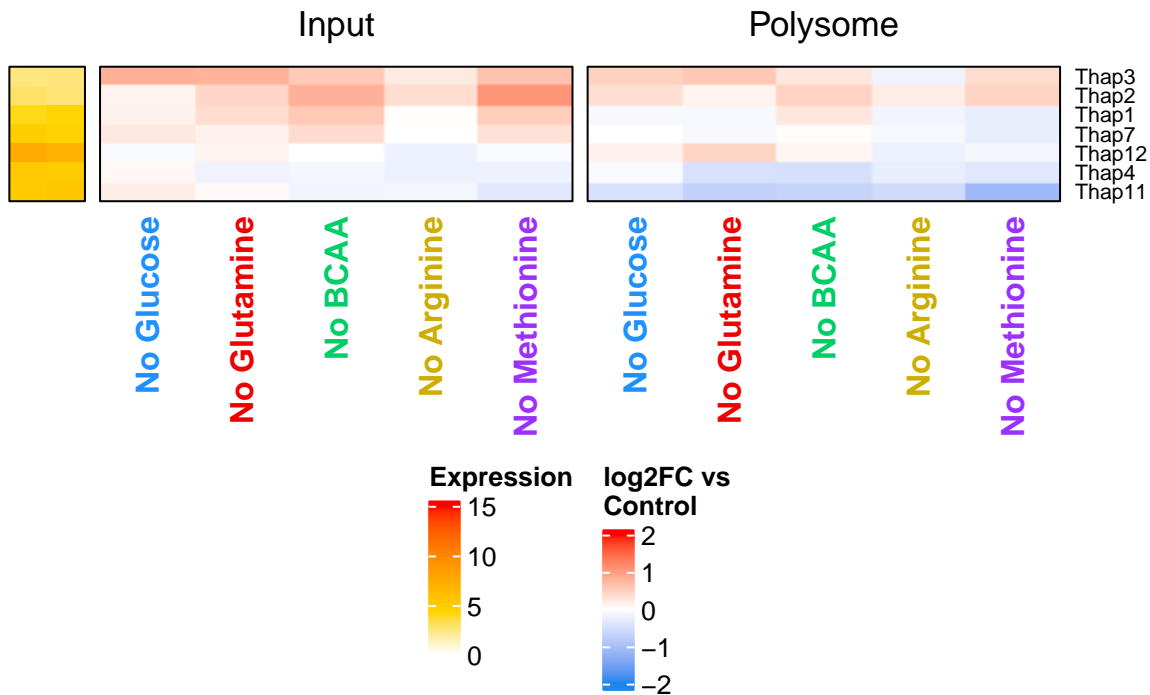 Input
Polysome
Thap3
Thap2
Thap1
Thap7
Thap12
Thap4
Thap11
No Glucose
No Glutamine
No BCAA
No Arginine
No Methionine
No Glucose
No Glutamine
No BCAA
No Arginine
No Methionine
Expression
15
10
5
0
log2FC vs
Control
2
1
0
−1
−2